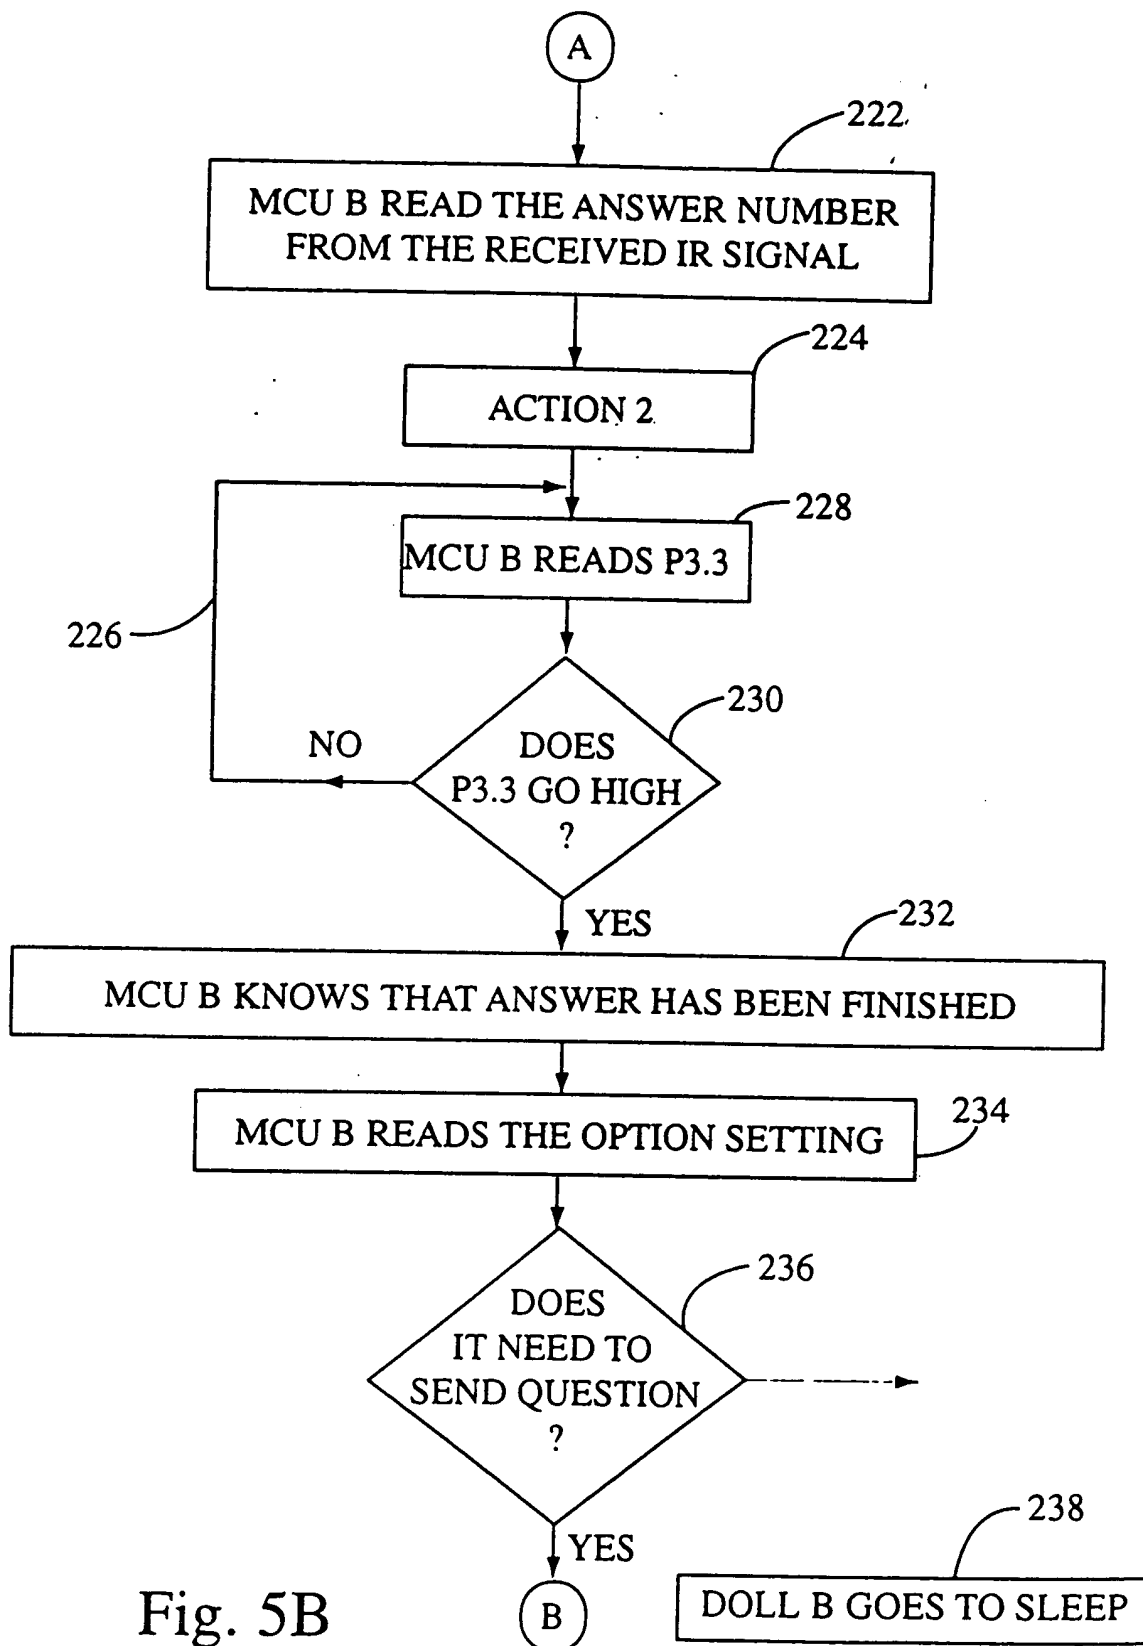 A
222
MCU B READ THE ANSWER NUMBER
FROM THE RECEIVED IR SIGNAL
224
ACTION 2
228
MCU B READS P3.3
226
230
NO
DOES
P3.3 GO HIGH
?
YES
232
MCU B KNOWS THAT ANSWER HAS BEEN FINISHED
234
MCU B READS THE OPTION SETTING
236
DOES
IT NEED TO
SEND QUESTION
?
YES
238
B
DOLL B GOES TO SLEEP
Fig. 5B